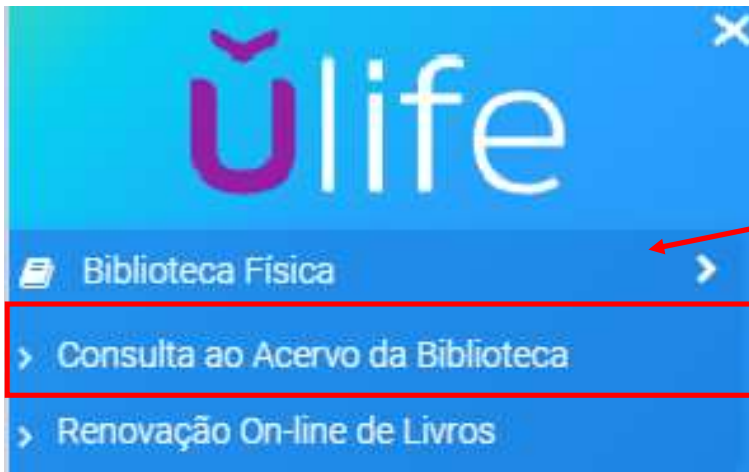 ŭlife
Biblioteca Física
Consulta ao Acervo da Biblioteca
Renovação On-line de Livros